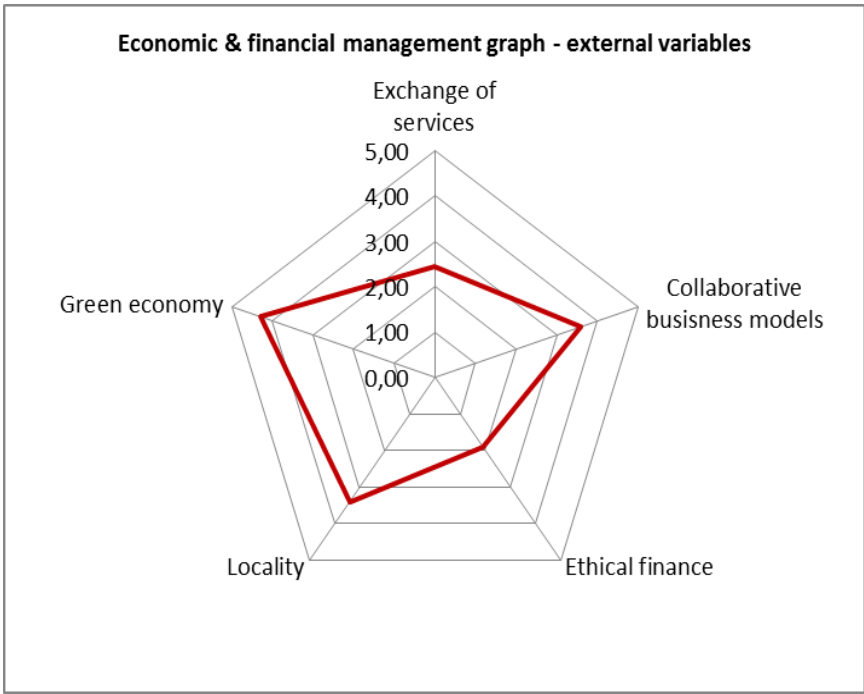 Economic & financial management graph - external variables
Exchange of
services
5,00
4,00
3,00
2,00
1,00
0,00
Collaborative
busisness models
Ethical finance
Locality
Green economy